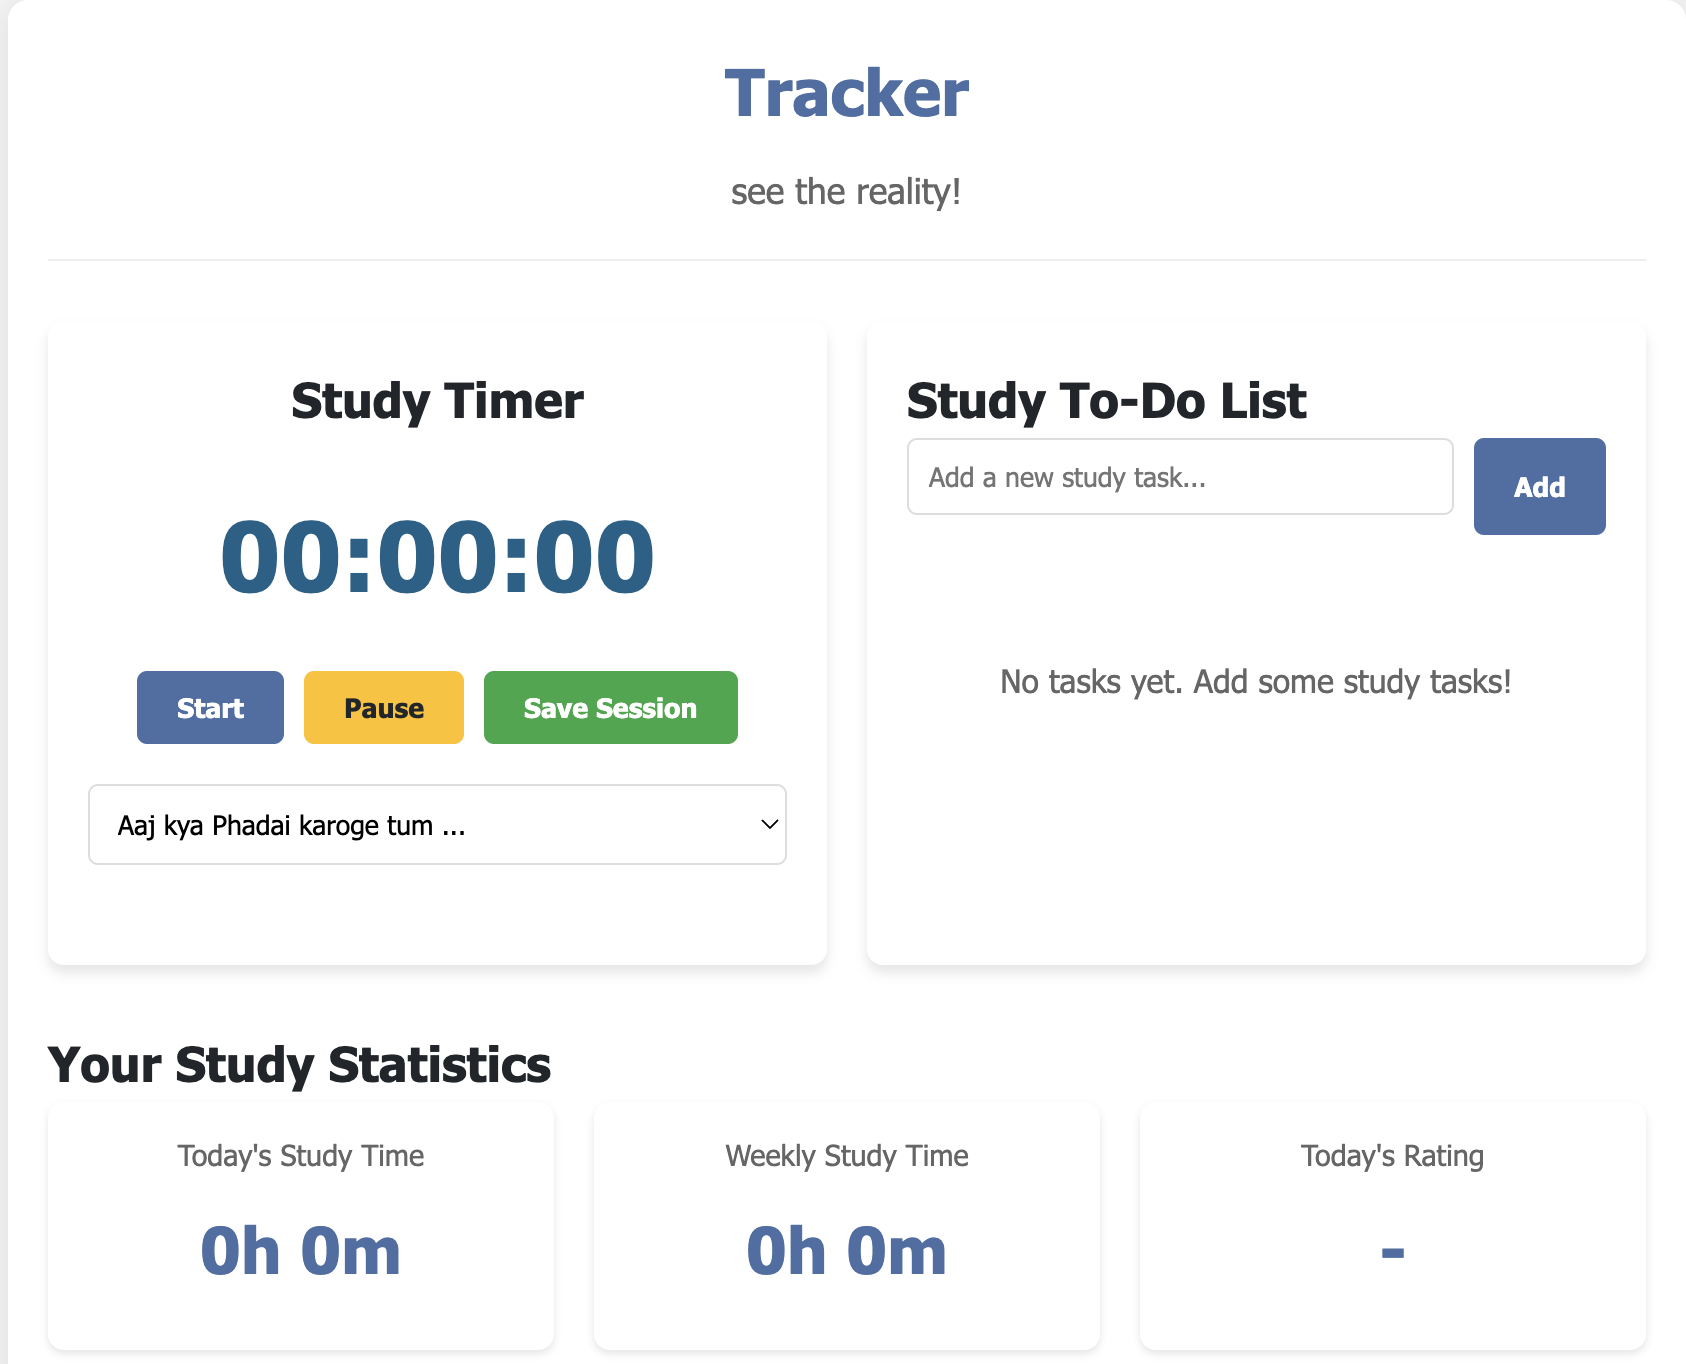 Tracker
see the reality!
Study Timer
00:00:00
Start
Pause
Save Session
Aaj kya Phadai karoge tum ...
Study To-Do List
Add a new study task...
Add
No tasks yet. Add some study tasks!
Your Study Statistics
Today's Study Time
0h 0m
Weekly Study Time
0h 0m
Today's Rating
-